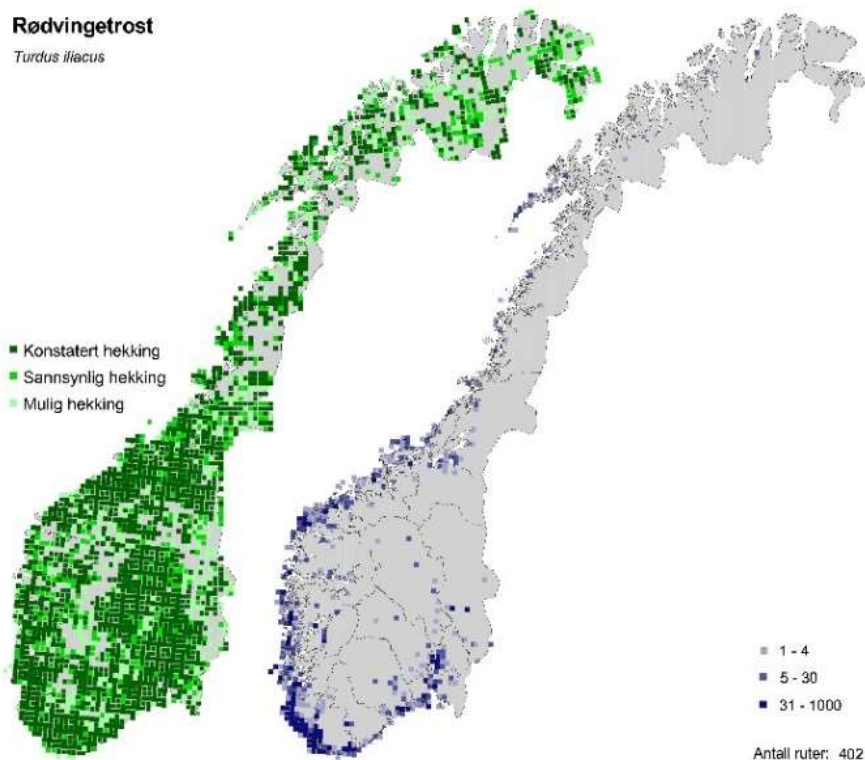 Rødvingetrost
Turdus iliacus
Konstatert hekking
Sannsynlig hekking
Mulig hekking
1 - 4
5 - 30
31 - 1000
Antall ruter: 402